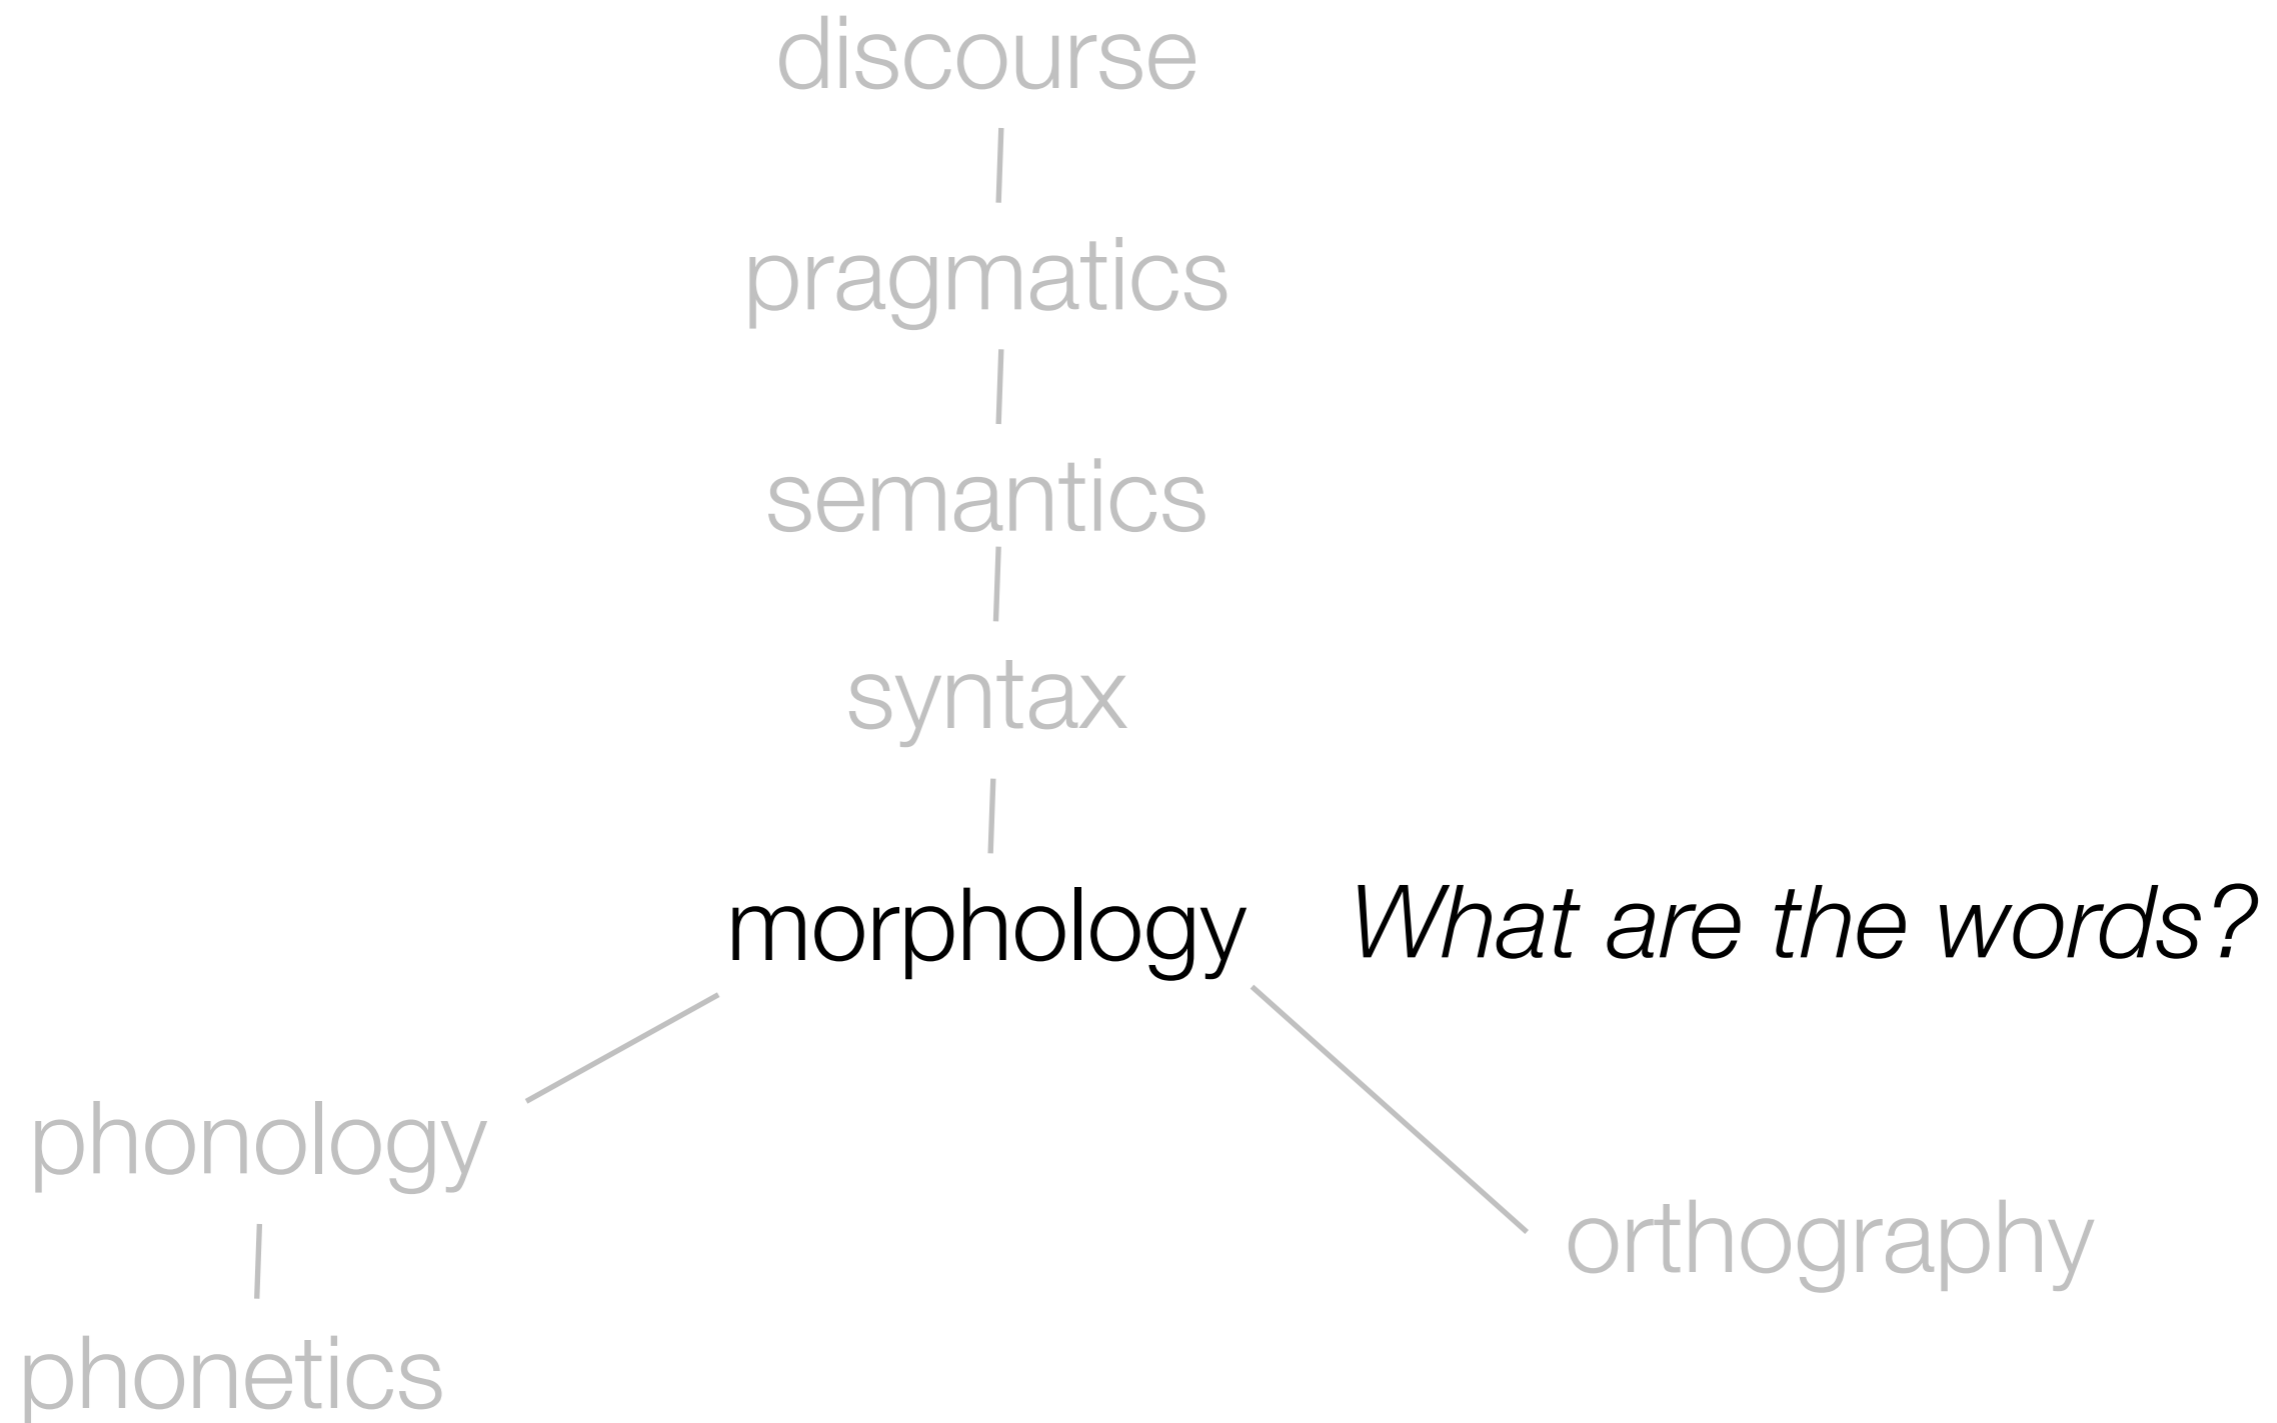 discourse
pragmatics
semantics
syntax
morphology What are the words?
phonology
orthography
phonetics